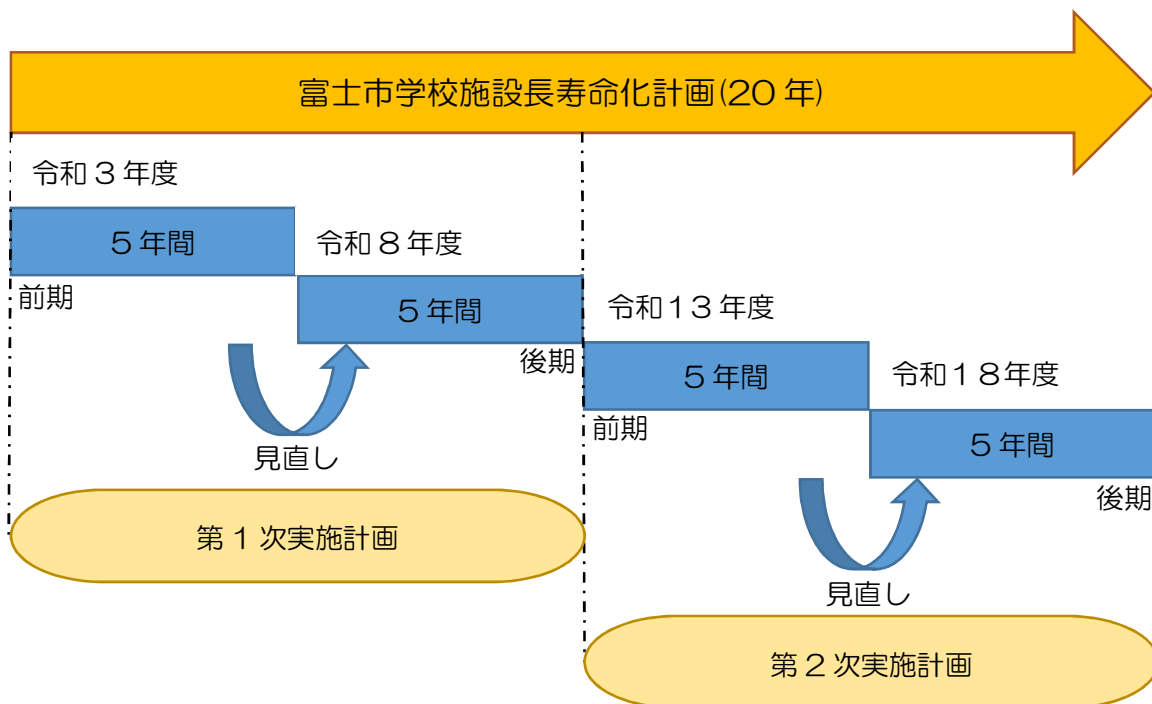 富士市学校施設長寿命化計画(20年)
令和３年度
５年間
令和８年度
前期
５年間
令和１３年度
後期
５年間
令和１８年度
見直し
前期
５年間
後期
第１次実施計画
見直し
第２次実施計画